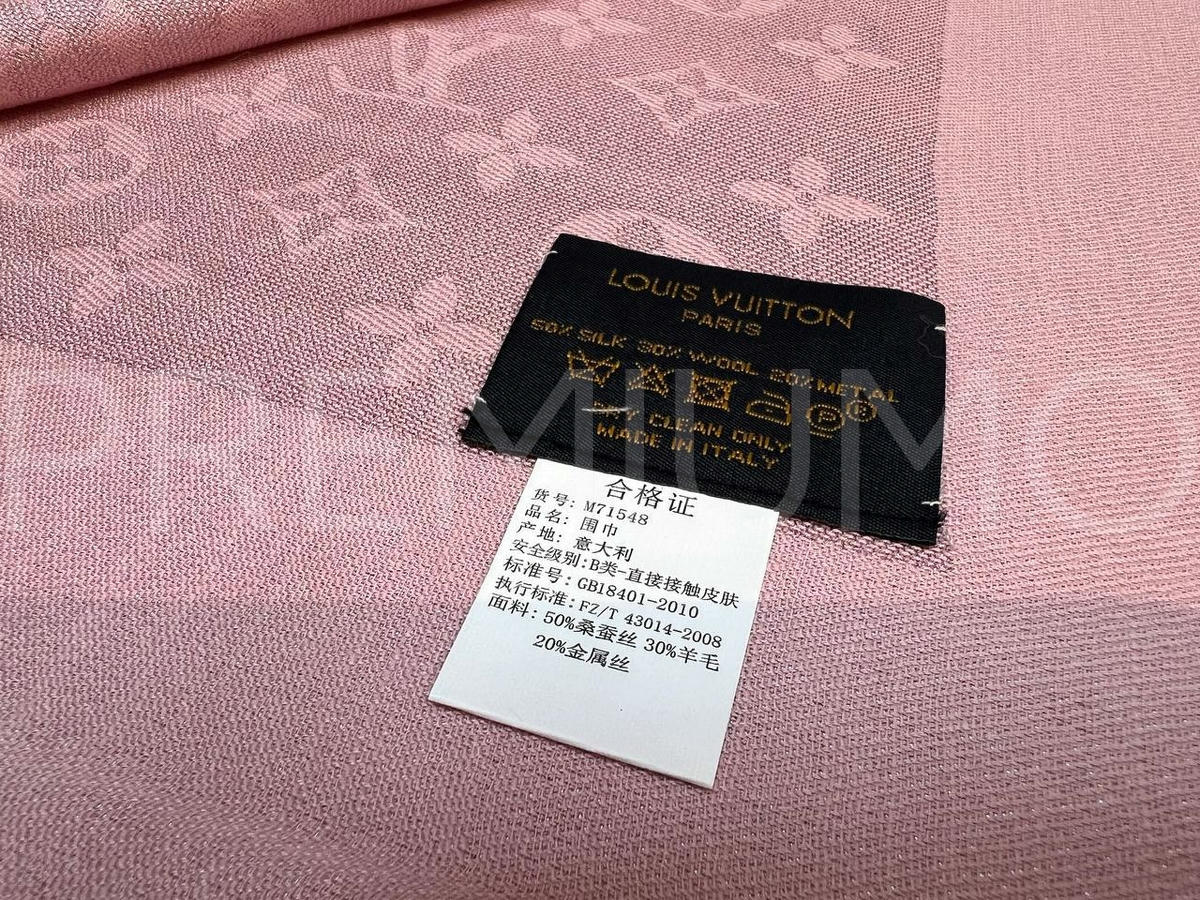 LOUIS VUITTON
PARIS
50% SILK 30% WOOL 20% METAL
DRY CLEAN ONLY
MADE IN ITALY
合格证
货号: M71548
品名: 围巾
产地: 意大利
安全级别:B类-直接接触皮肤
标准号: GB18401-2010
执行标准: FZ/T 43014-2008
面料: 50%桑蚕丝 30%羊毛
20%金属丝
PREMIUMO